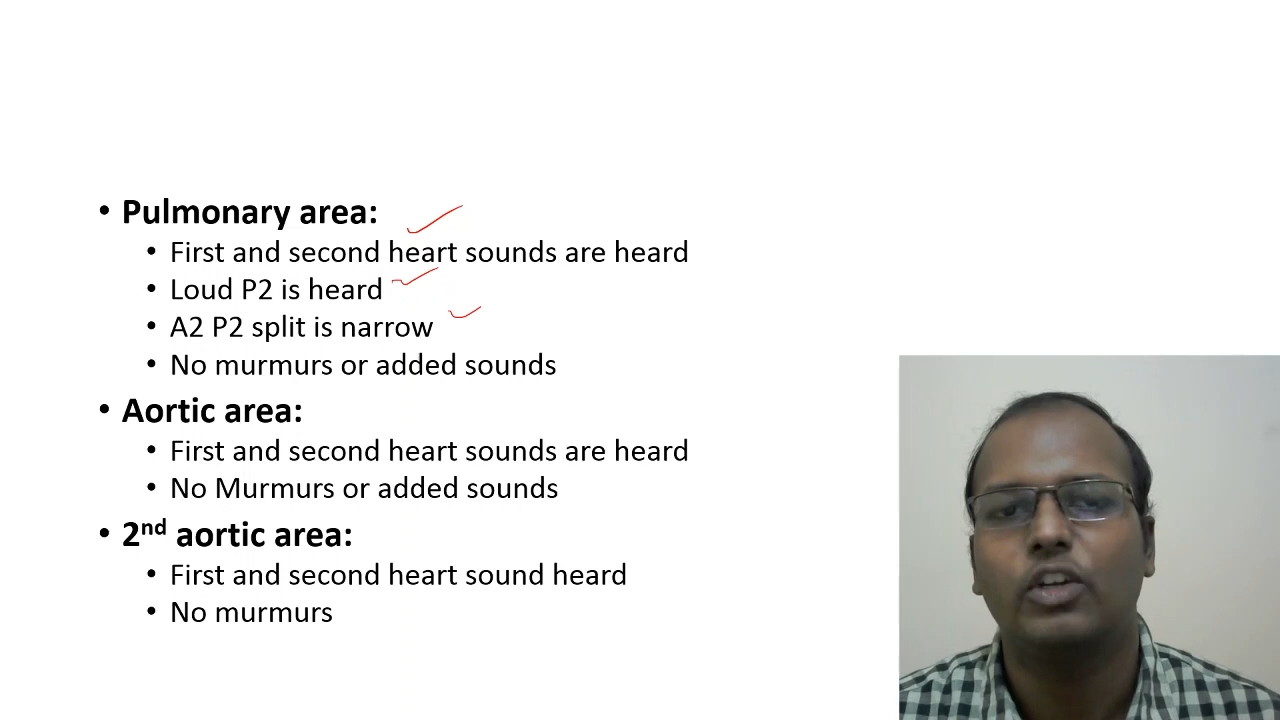 • Pulmonary area:
• First and second heart sounds are heard
• Loud P2 is heard
• A2 P2 split is narrow
• No murmurs or added sounds
• Aortic area:
• First and second heart sounds are heard
• No Murmurs or added sounds
• 2nd aortic area:
• First and second heart sound heard
• No murmurs